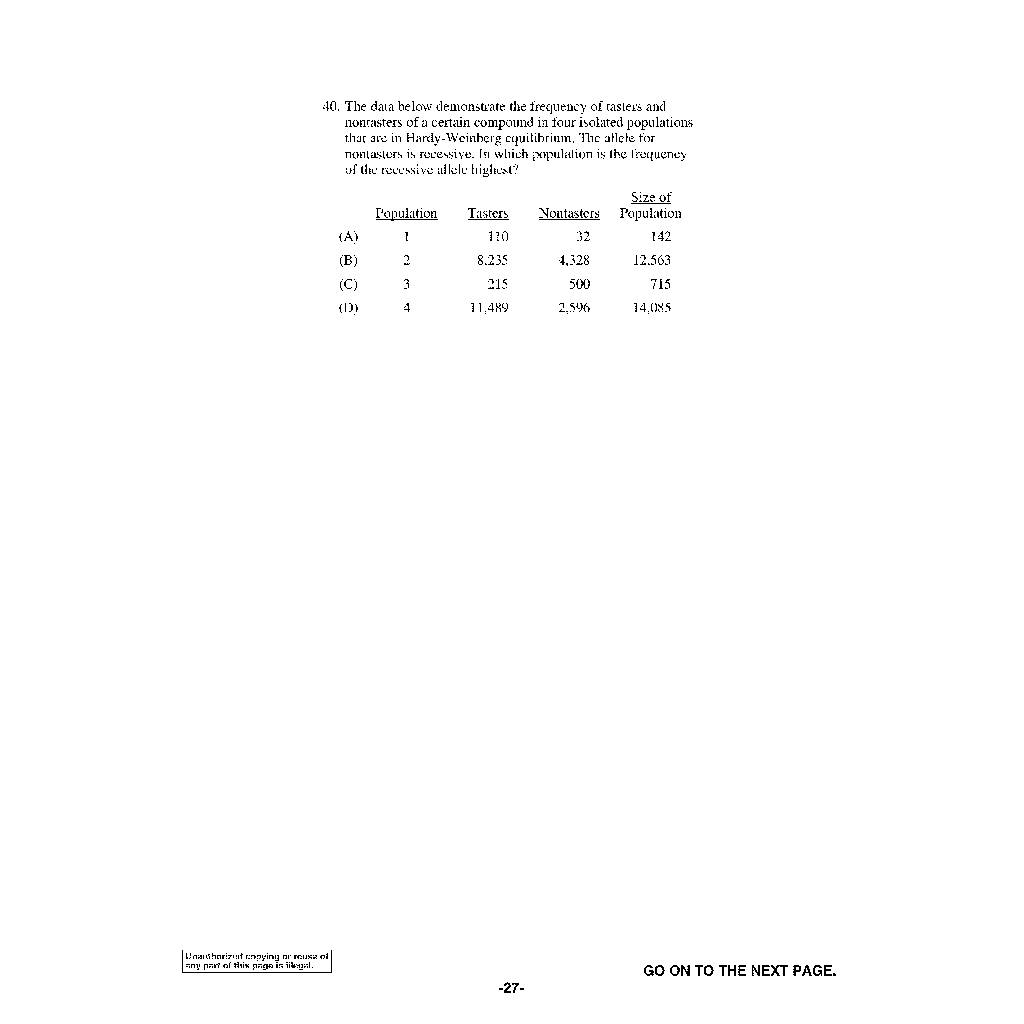 40. The data below demonstrate the frequency of tasters and
nontasters of a certain compound in four isolated populations
that are in Hardy-Weinberg equilibrium. The allele for
nontasters is recessive. In which population is the frequency
of the recessive allele highest?
Size of
Population Tasters Nontasters Population
(A) 1 110 32 142
(B) 2 8,235 4,328 12,563
(C) 3 215 500 715
(D) 4 11,489 2,596 14,085
Unauthorized copying or reuse of
any part of this page is illegal.
GO ON TO THE NEXT PAGE.
-27-